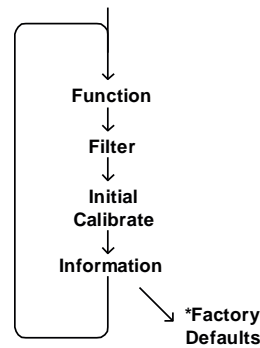 Function
Filter
Initial
Calibrate
Information
*Factory
Defaults